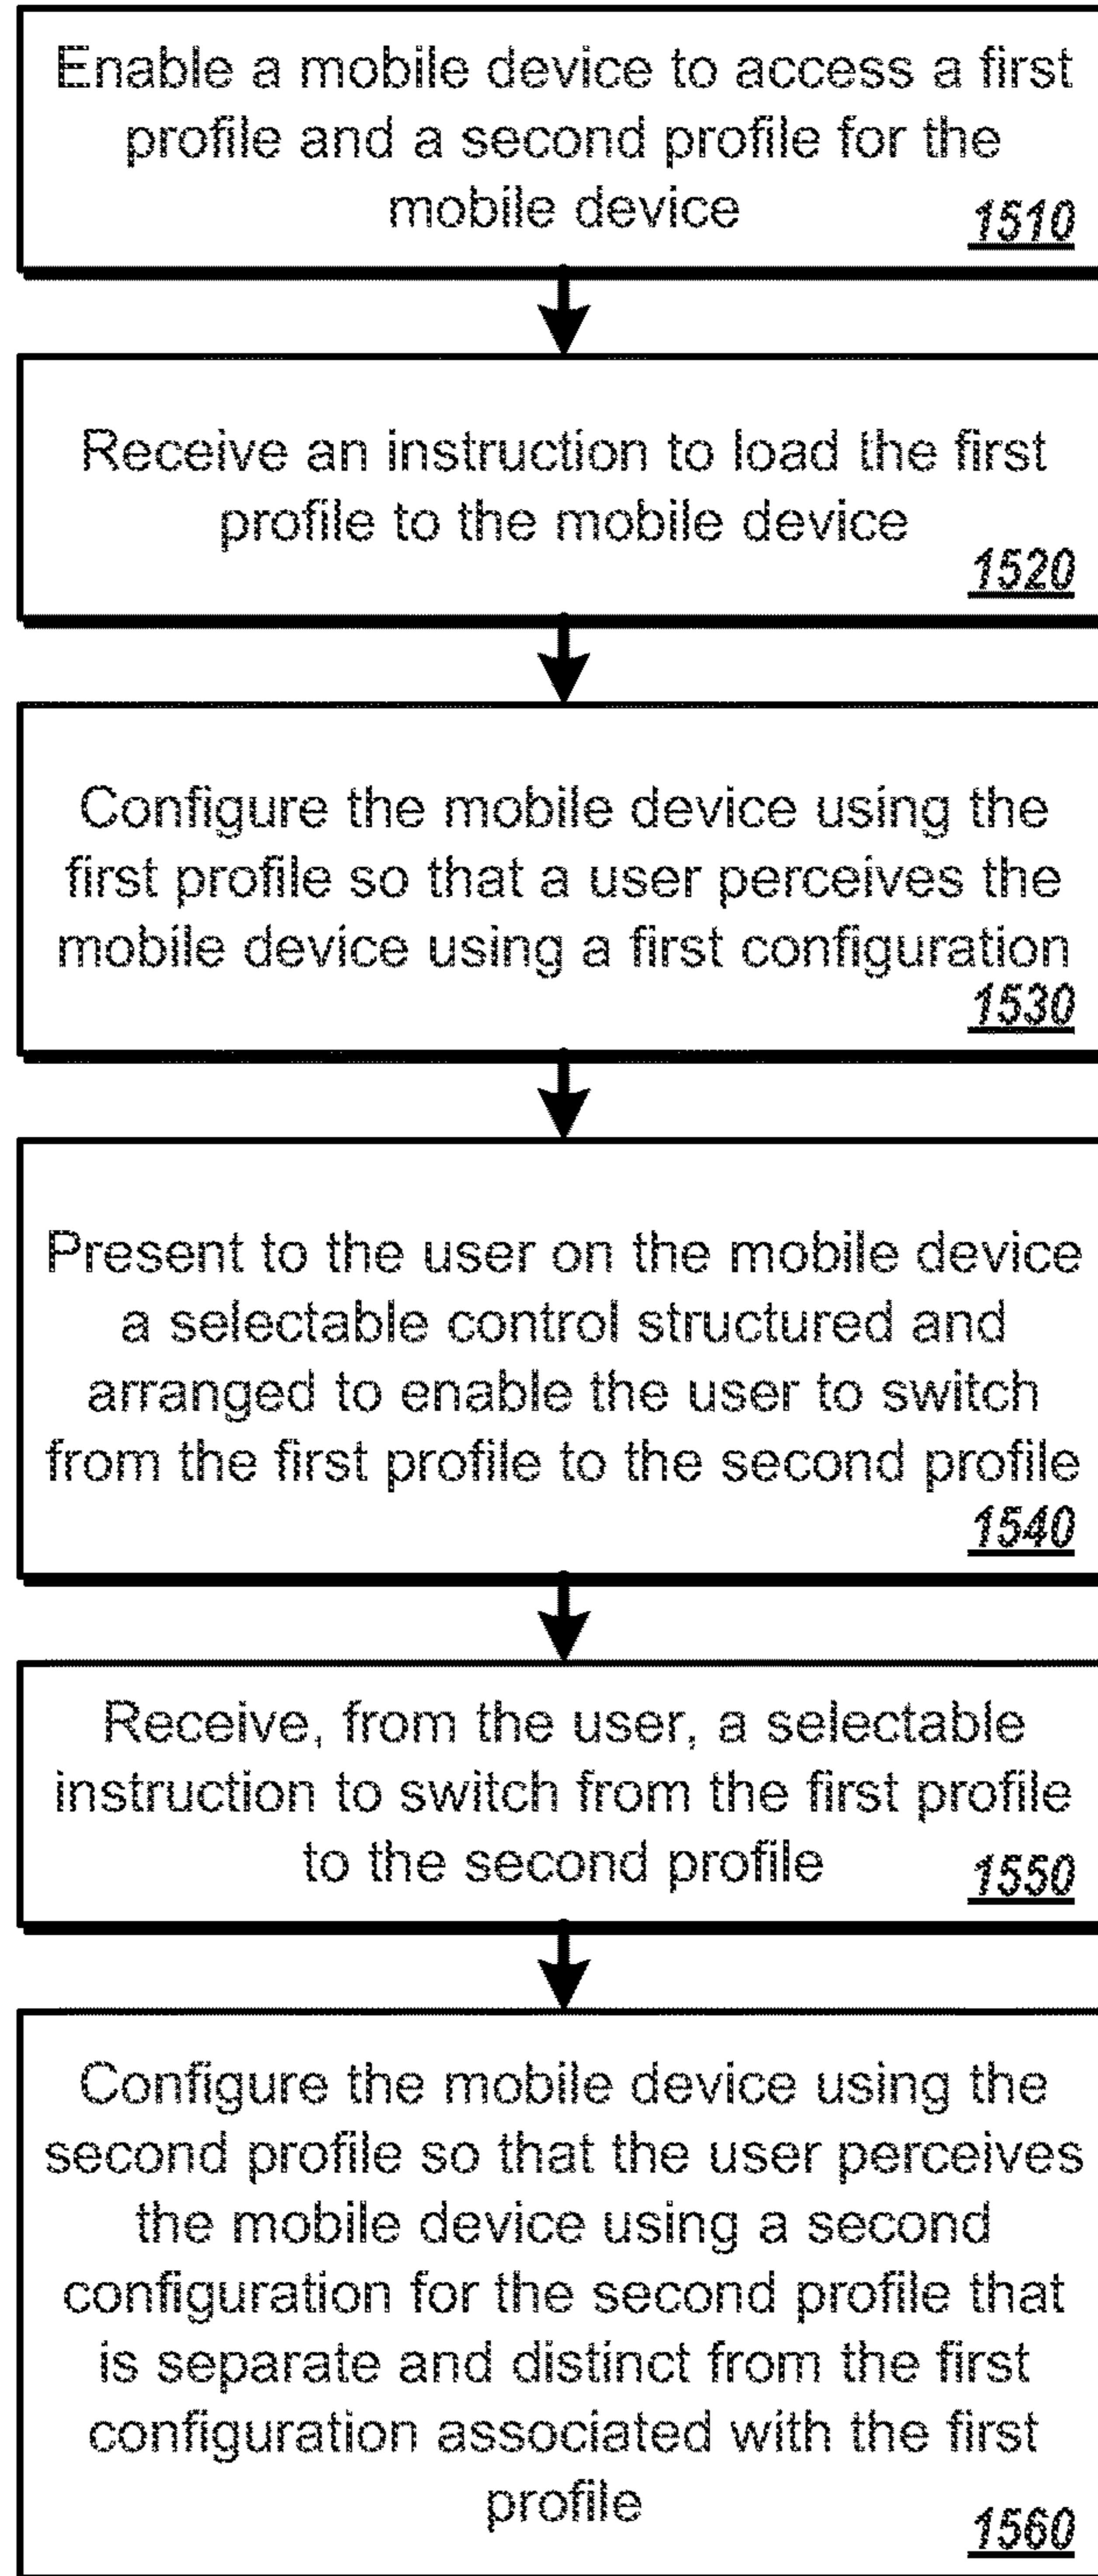 Enable a mobile device to access a first
profile and a second profile for the
mobile device
1510
Receive an instruction to load the first
profile to the mobile device
1520
Configure the mobile device using the
first profile so that a user perceives the
mobile device using a first configuration
1530
Present to the user on the mobile device
a selectable control structured and
arranged to enable the user to switch
from the first profile to the second profile
1540
Receive, from the user, a selectable
instruction to switch from the first profile
to the second profile
1550
Configure the mobile device using the
second profile so that the user perceives
the mobile device using a second
configuration for the second profile that
is separate and distinct from the first
configuration associated with the first
profile
1560